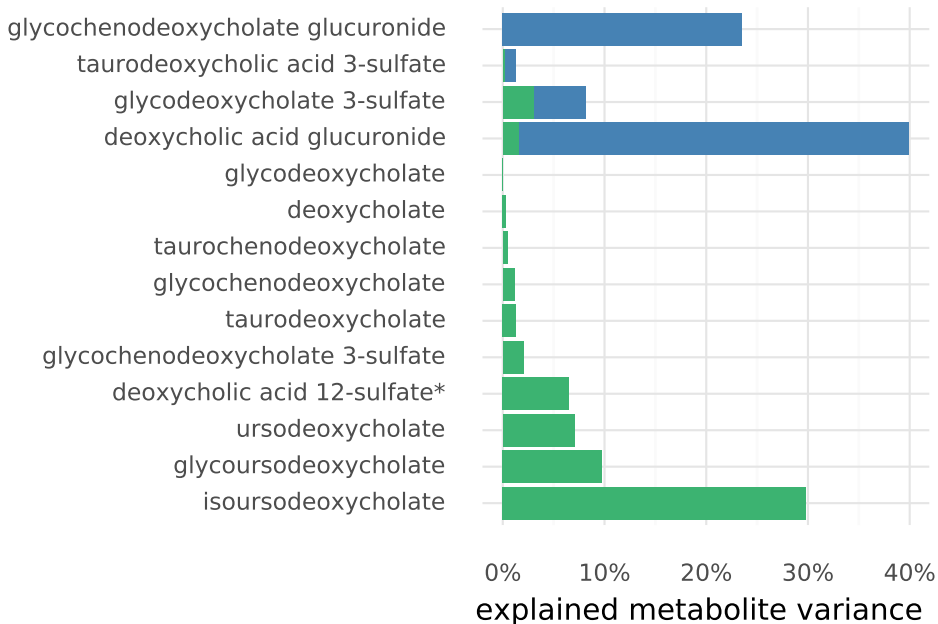 glycochenodeoxycholate glucuronide
taurodeoxycholic acid 3-sulfate
glycodeoxycholate 3-sulfate
deoxycholic acid glucuronide
glycodeoxycholate
deoxycholate
taurochenodeoxycholate
glycochenodeoxycholate
taurodeoxycholate
glycochenodeoxycholate 3-sulfate
deoxycholic acid 12-sulfate*
ursodeoxycholate
glycoursodeoxycholate
isoursodeoxycholate
0% 10% 20% 30% 40%
explained metabolite variance